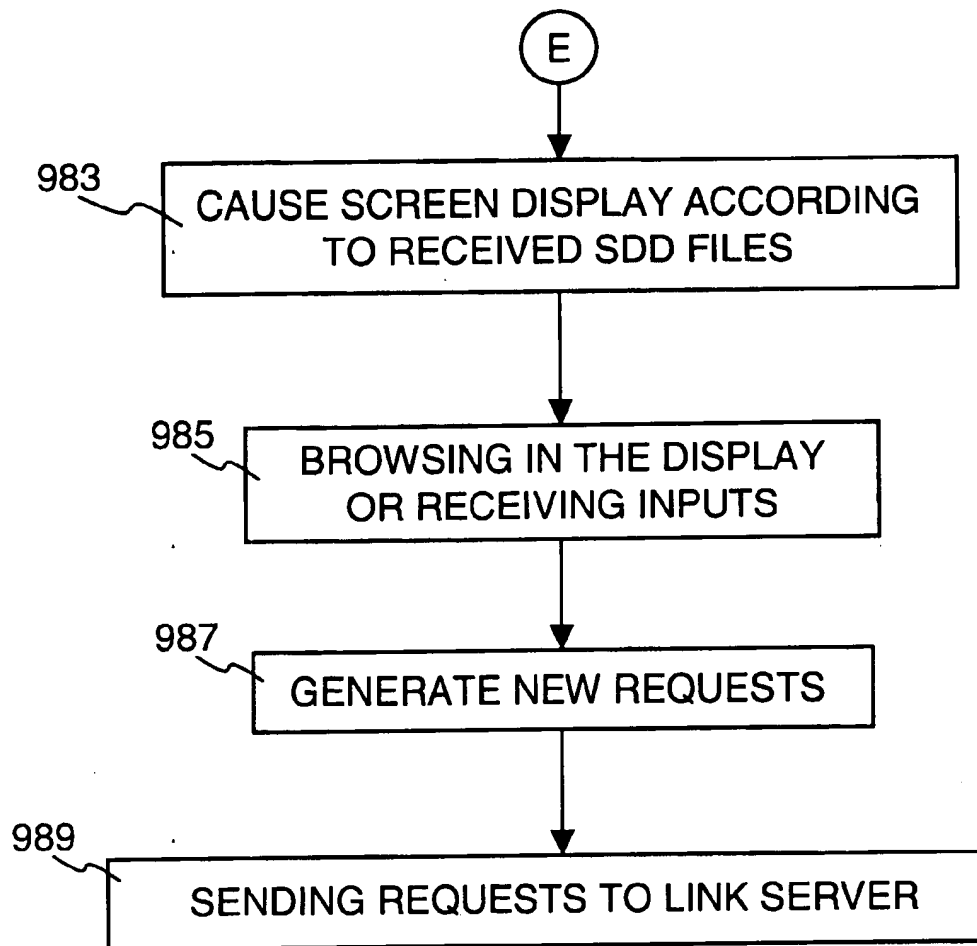 E
983
CAUSE SCREEN DISPLAY ACCORDING
TO RECEIVED SDD FILES
985
BROWSING IN THE DISPLAY
OR RECEIVING INPUTS
987
GENERATE NEW REQUESTS
989
SENDING REQUESTS TO LINK SERVER